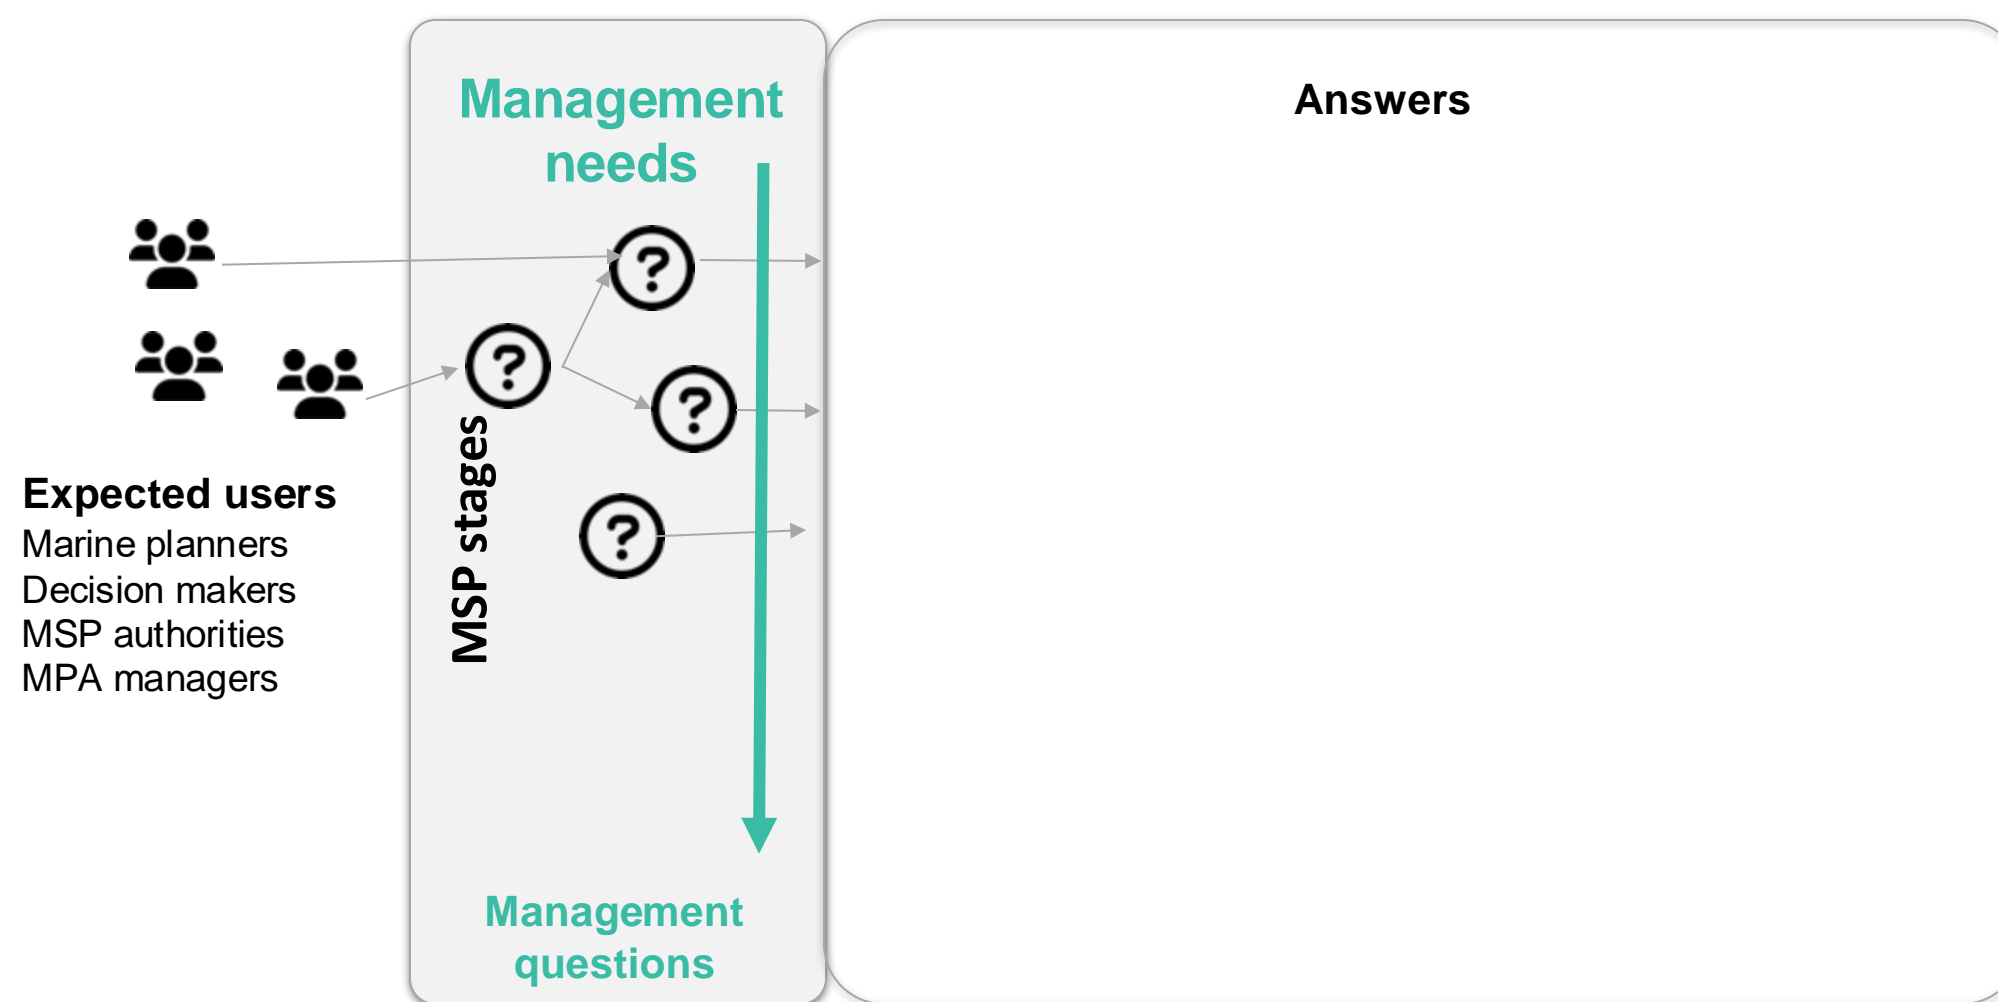 Management
needs
Answers
?
?
?
?
MSP stages
Expected users
Marine planners
Decision makers
MSP authorities
MPA managers
Management
questions